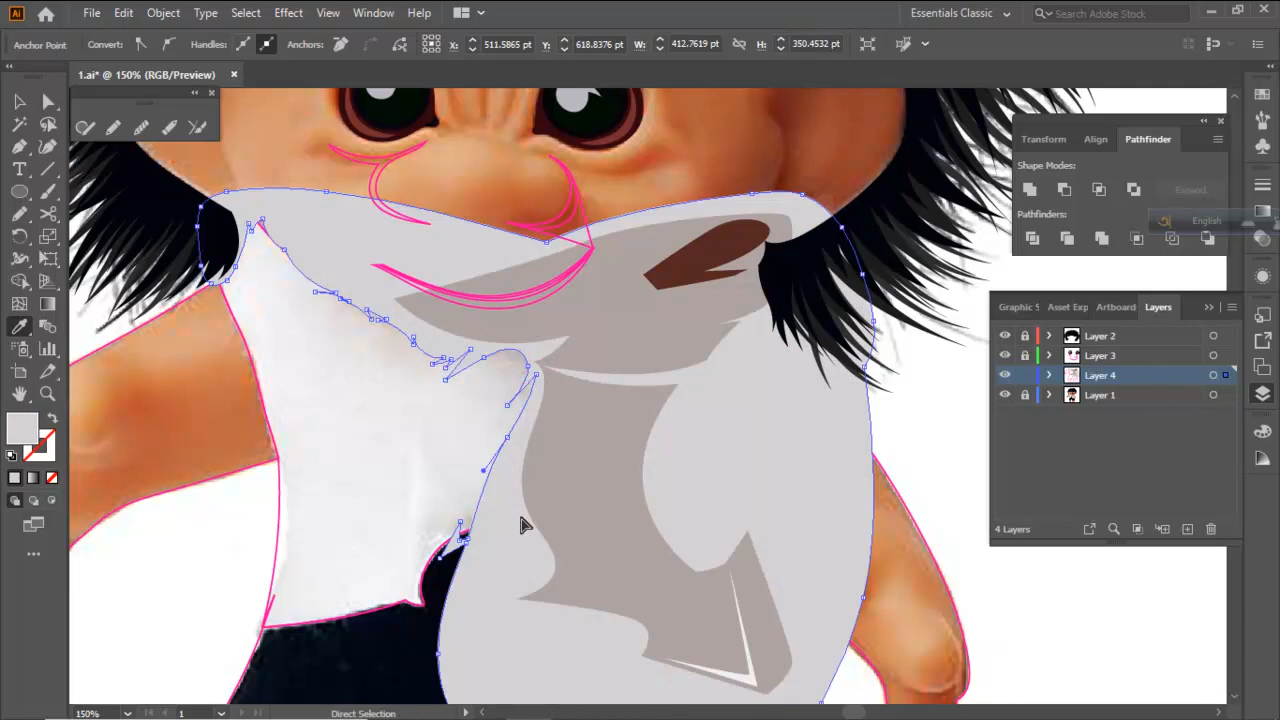 Ai File Edit Object Type Select Effect View Window Help Essentials Classic Search Adobe Stock
Anchor Point Convert: Handles: Anchors: X: 511.5865 pt Y: 618.8376 pt W: 412.7619 pt H: 350.4532 pt
1.ai* @ 150% (RGB/Preview)
Transform Align Pathfinder
Shape Modes:
Expand
Pathfinders:
English
Graphic S Asset Exp Artboard Layers
Layer 2
Layer 3
Layer 4
Layer 1
4 Layers
150% 1 Direct Selection